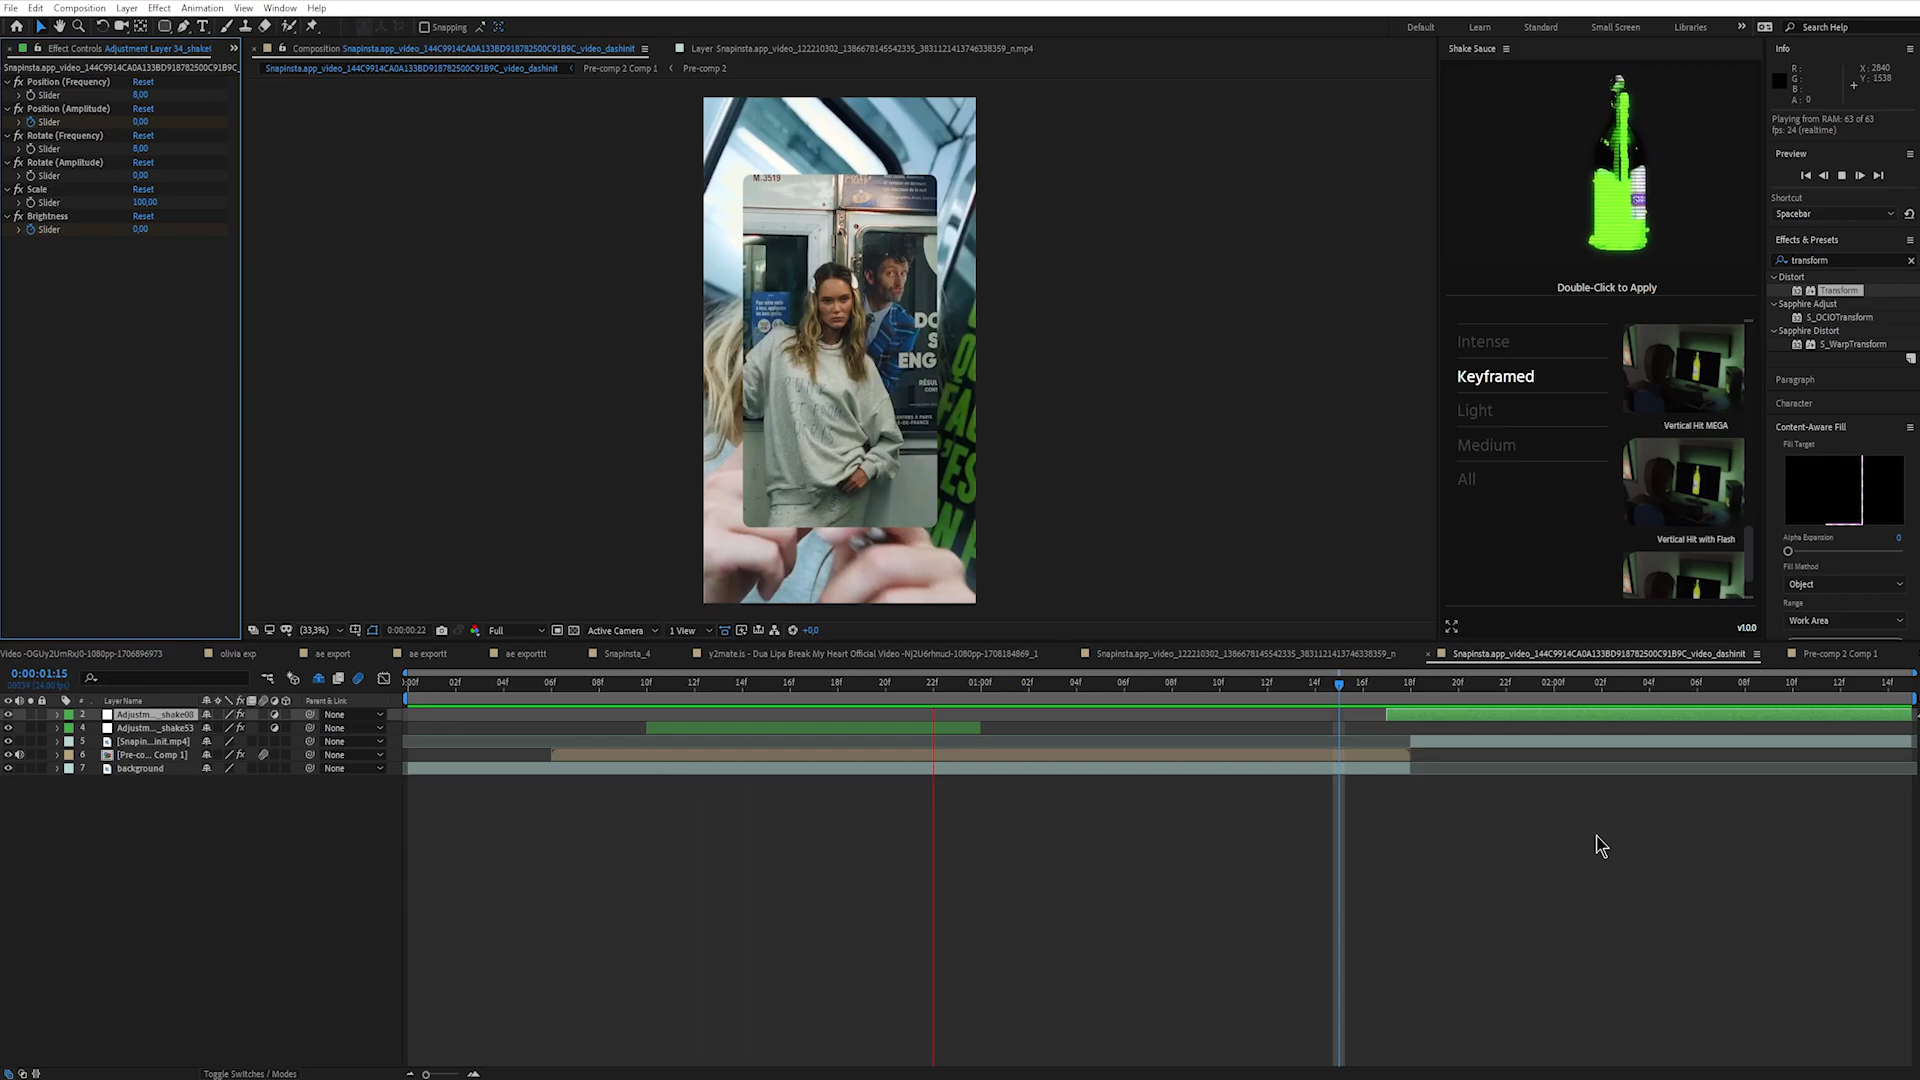 File Edit Composition Layer Effect Animation View Window Help
Snapping
Default Learn Standard Small Screen Libraries » Search Help
Effect Controls Adjustment Layer 34_shake
Composition Snapinsta.app_video_144C9914CA0A133BD918782500C91B9C_video_dashinit
Layer Snapinsta.app_video_122210302_1386678145542335_3831121413746338359_n.mp4
Snapinsta.app_video_144C9914CA0A133BD918782500C91B9C_
Snapinsta.app_video_144C9914CA0A133BD918782500C91B9C_video_dashinit Pre-comp 2 Comp 1 Pre-comp 2
Position (Frequency) Reset
Slider 8,00
Position (Amplitude) Reset
Slider 0,00
Rotate (Frequency) Reset
Slider 8,00
Rotate (Amplitude) Reset
Slider 0,00
Scale Reset
Slider 100,00
Brightness Reset
Slider 0,00
M.3519
DO
S
ENG
RÉSU
CONT
(33,3%) 0:00:00:22 Full Active Camera 1 View +0,0
Shake Sauce
Double-Click to Apply
Intense
Keyframed
Light
Medium
All
Vertical Hit MEGA
Vertical Hit with Flash
v1.0.0
Info
R:
G:
B:
A: 0
X: 2840
Y: 1538
Playing from RAM: 63 of 63
fps: 24 (realtime)
Preview
Shortcut
Spacebar
Effects & Presets
transform
Distort
Transform
Sapphire Adjust
S_OCIOTransform
Sapphire Distort
S_WarpTransform
Paragraph
Character
Content-Aware Fill
Fill Target
Alpha Expansion 0
Fill Method
Object
Range
Work Area
Video -OGUy2UmRxJ0-1080pp-1706896973 olivia exp ae export ae exportt ae exporttt Snapinsta_4 y2mate.is - Dua Lipa Break My Heart Official Video -Nj2U6rhnucI-1080pp-1708184869_1 Snapinsta.app_video_122210302_1386678145542335_3831121413746338359_n Snapinsta.app_video_144C9914CA0A133BD918782500C91B9C_video_dashinit Pre-comp 2 Comp 1
0:00:01:15
00039 (24.00 fps)
:00f 02f 04f 06f 08f 10f 12f 14f 16f 18f 20f 22f 01:00f 02f 04f 06f 08f 10f 12f 14f 16f 18f 20f 22f 02:00f 02f 04f 06f 08f 10f 12f 14f
# Layer Name Parent & Link
2 Adjustm..._shake08 None
4 Adjustm..._shake53 None
5 [Snapin...init.mp4] None
6 [Pre-co... Comp 1] None
7 background None
Toggle Switches / Modes